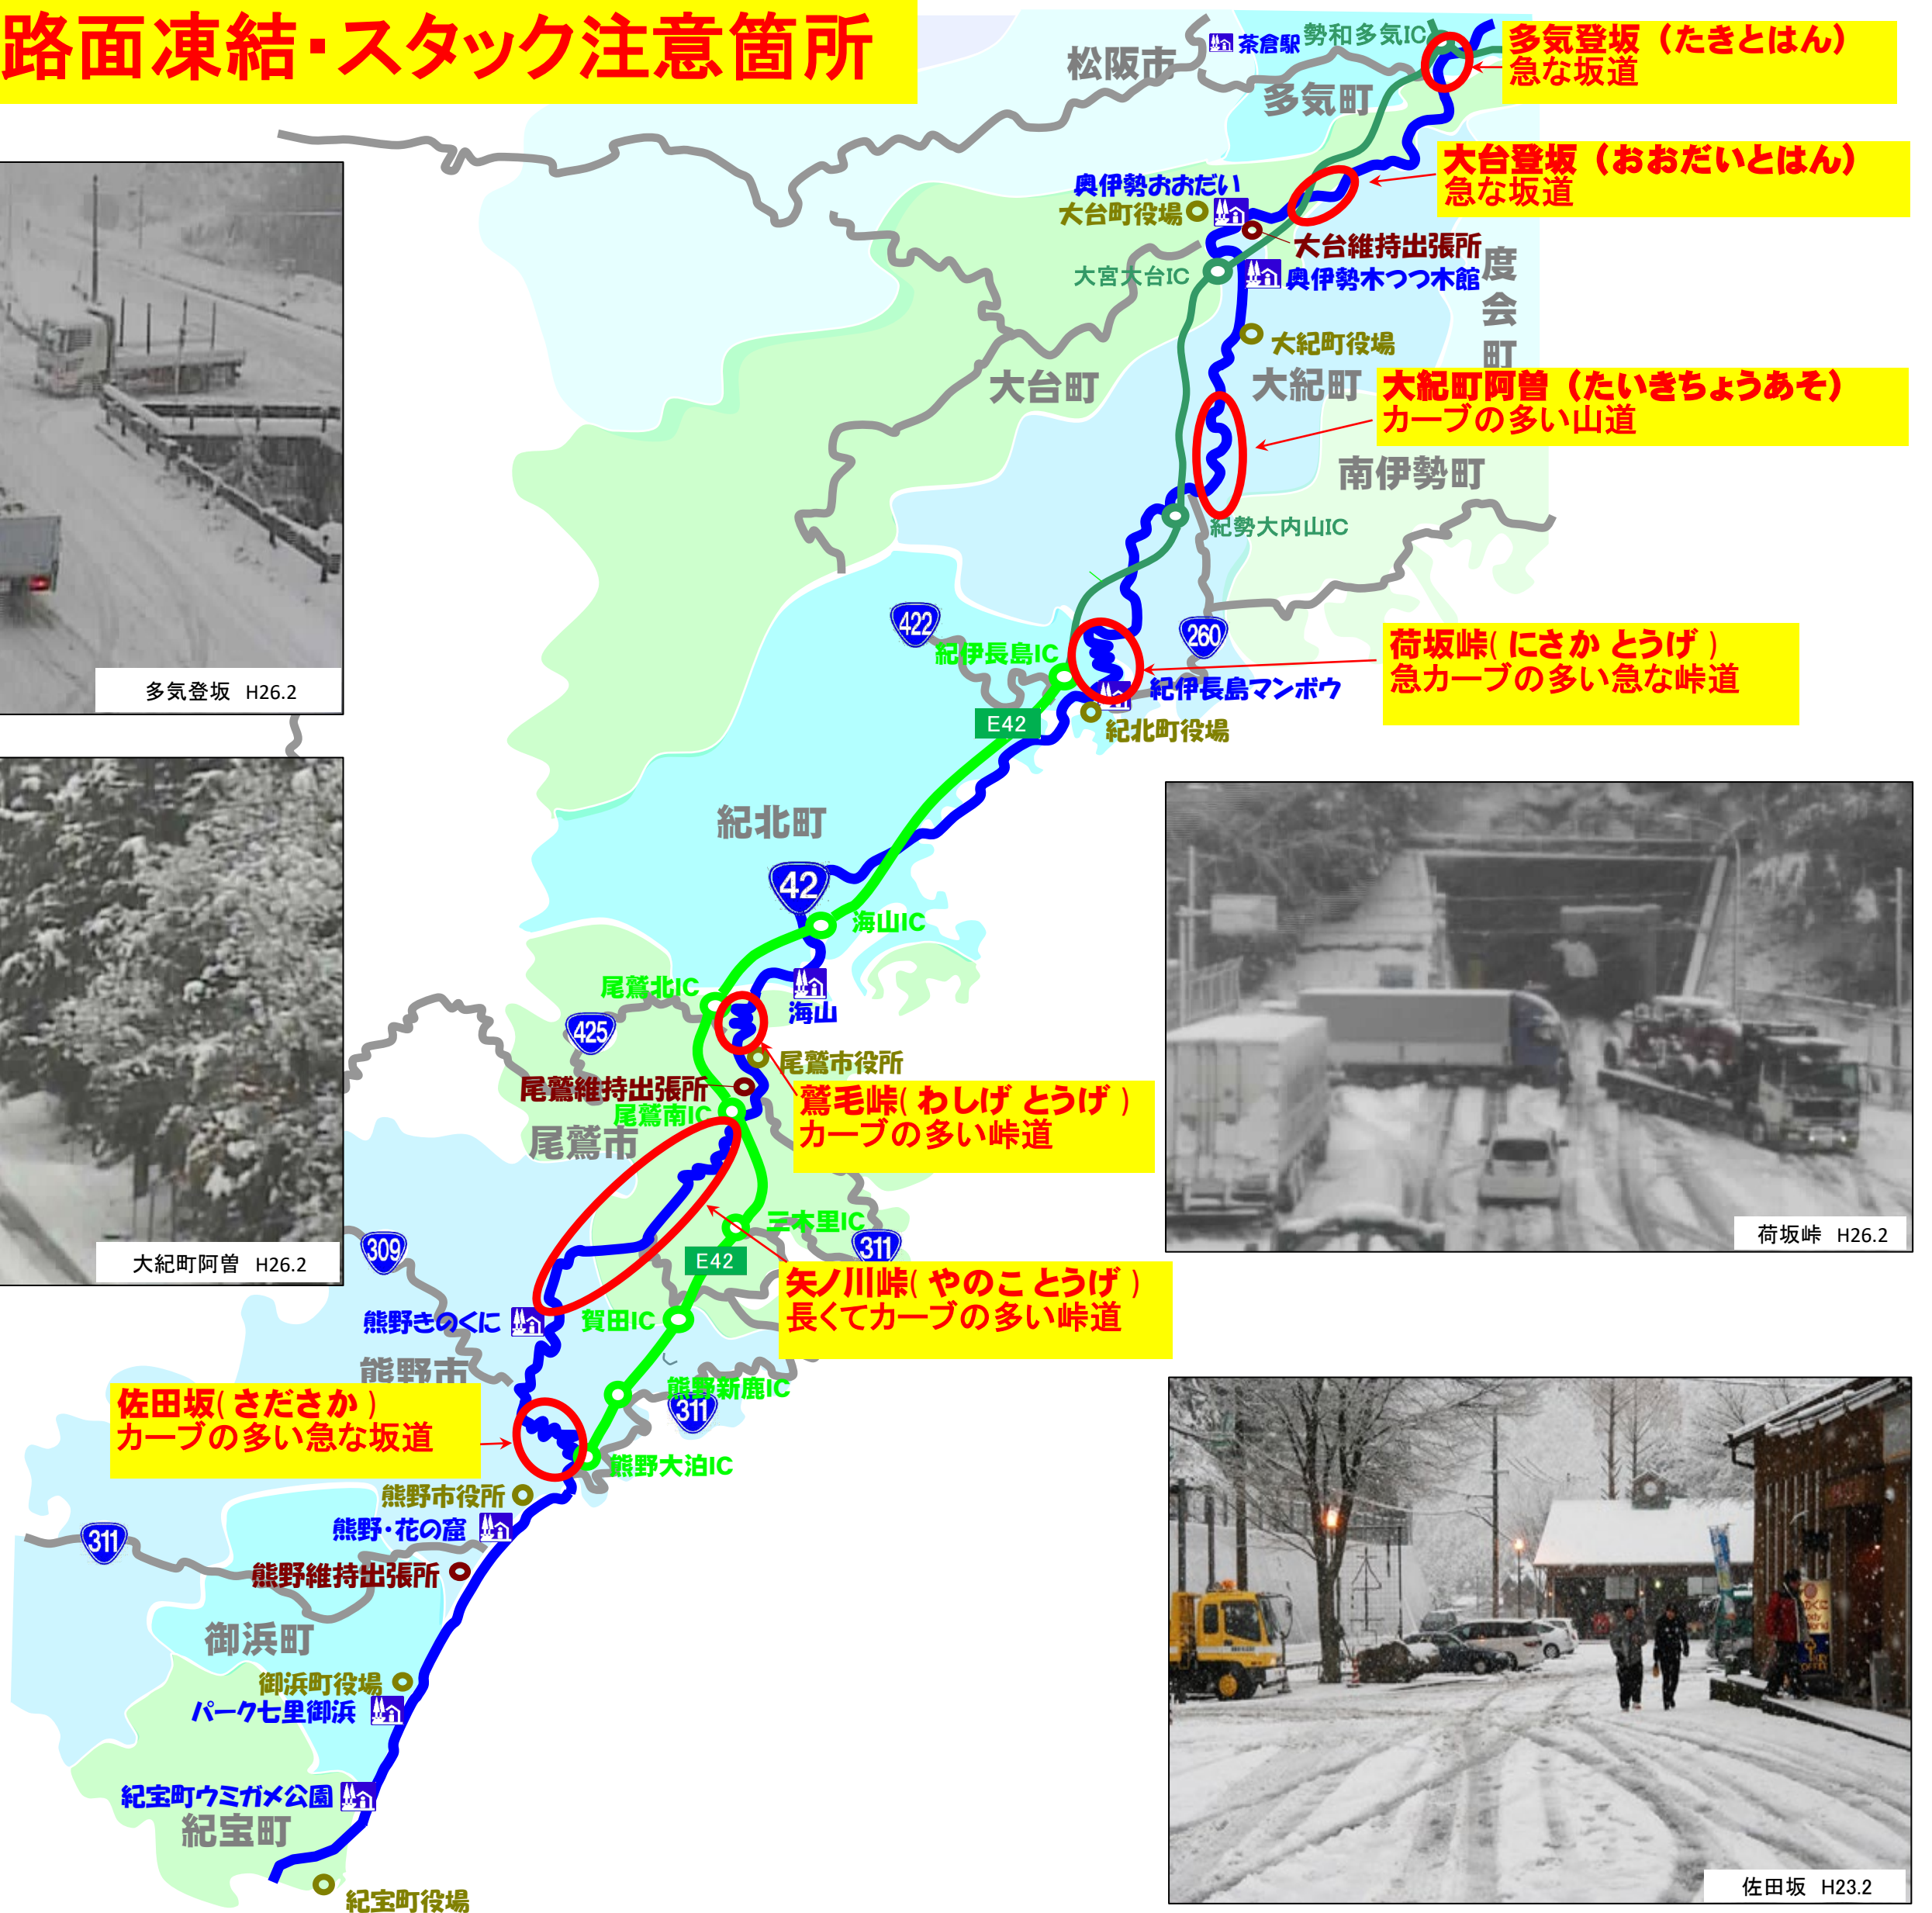 路面凍結・スタック注意箇所
松阪市
茶倉駅
勢和多気IC
多気登坂（たきとはん）
急な坂道
多気町
大台登坂（おおだいとはん）
急な坂道
奥伊勢おおだい
大台町役場
大台維持出張所
大宮大台IC
奥伊勢木つつ木館
度会町
大紀町役場
大台町
大紀町
大紀町阿曽（たいきちょうあそ）
カーブの多い山道
南伊勢町
紀勢大内山IC
422
260
紀伊長島IC
荷坂峠(にさか とうげ)
急カーブの多い急な峠道
紀伊長島マンボウ
E42
紀北町役場
多気登坂 H26.2
紀北町
42
海山IC
尾鷲北IC
海山
425
尾鷲市役所
尾鷲維持出張所
尾鷲南IC
鷲毛峠(わしげ とうげ)
カーブの多い峠道
尾鷲市
三木里IC
311
309
E42
大紀町阿曽 H26.2
荷坂峠 H26.2
矢ノ川峠(やのこ とうげ)
長くてカーブの多い峠道
熊野きのくに
賀田IC
熊野市
熊野新鹿IC
311
佐田坂(さださか)
カーブの多い急な坂道
熊野大泊IC
熊野市役所
熊野・花の窟
311
熊野維持出張所
御浜町
御浜町役場
パーク七里御浜
紀宝町ウミガメ公園
紀宝町
紀宝町役場
佐田坂 H23.2